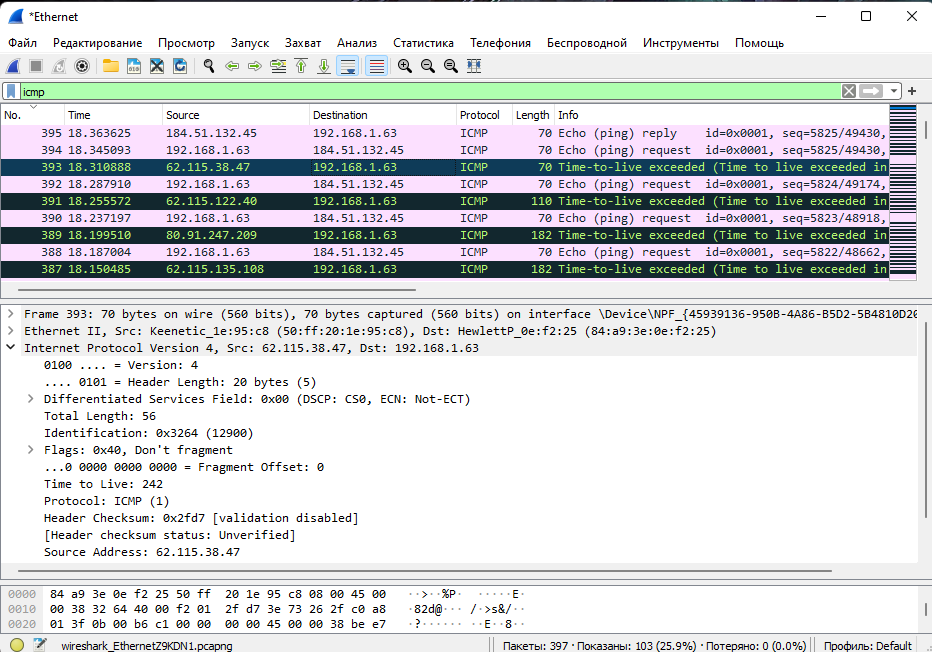 *Ethernet
Файл Редактирование Просмотр Запуск Захват Анализ Статистика Телефония Беспроводной Инструменты Помощь
icmp
No. Time Source Destination Protocol Length Info
395 18.363625 184.51.132.45 192.168.1.63 ICMP 70 Echo (ping) reply id=0x0001, seq=5825/49430,
394 18.345093 192.168.1.63 184.51.132.45 ICMP 70 Echo (ping) request id=0x0001, seq=5825/49430,
393 18.310888 62.115.38.47 192.168.1.63 ICMP 70 Time-to-live exceeded (Time to live exceeded in
392 18.287910 192.168.1.63 184.51.132.45 ICMP 70 Echo (ping) request id=0x0001, seq=5824/49174,
391 18.255572 62.115.122.40 192.168.1.63 ICMP 110 Time-to-live exceeded (Time to live exceeded in
390 18.237197 192.168.1.63 184.51.132.45 ICMP 70 Echo (ping) request id=0x0001, seq=5823/48918,
389 18.199510 80.91.247.209 192.168.1.63 ICMP 182 Time-to-live exceeded (Time to live exceeded in
388 18.187004 192.168.1.63 184.51.132.45 ICMP 70 Echo (ping) request id=0x0001, seq=5822/48662,
387 18.150485 62.115.135.108 192.168.1.63 ICMP 182 Time-to-live exceeded (Time to live exceeded in
Frame 393: 70 bytes on wire (560 bits), 70 bytes captured (560 bits) on interface \Device\NPF_{45939136-950B-4A86-B5D2-5B4810D20
Ethernet II, Src: Keenetic_1e:95:c8 (50:ff:20:1e:95:c8), Dst: HewlettP_0e:f2:25 (84:a9:3e:0e:f2:25)
Internet Protocol Version 4, Src: 62.115.38.47, Dst: 192.168.1.63
0100 .... = Version: 4
.... 0101 = Header Length: 20 bytes (5)
Differentiated Services Field: 0x00 (DSCP: CS0, ECN: Not-ECT)
Total Length: 56
Identification: 0x3264 (12900)
Flags: 0x40, Don't fragment
...0 0000 0000 0000 = Fragment Offset: 0
Time to Live: 242
Protocol: ICMP (1)
Header Checksum: 0x2fd7 [validation disabled]
[Header checksum status: Unverified]
Source Address: 62.115.38.47
0000 84 a9 3e 0e f2 25 50 ff 20 1e 95 c8 08 00 45 00 ··>··%P· ·····E·
0010 00 38 32 64 40 00 f2 01 2f d7 3e 73 26 2f c0 a8 ·82d@··· /·>s&/··
0020 01 3f 0b 00 b6 c1 00 00 00 00 45 00 00 38 be e7 ·?······ ··E··8··
wireshark_EthernetZ9KDN1.pcapng Пакеты: 397 · Показаны: 103 (25.9%) · Потеряно: 0 (0.0%) Профиль: Default